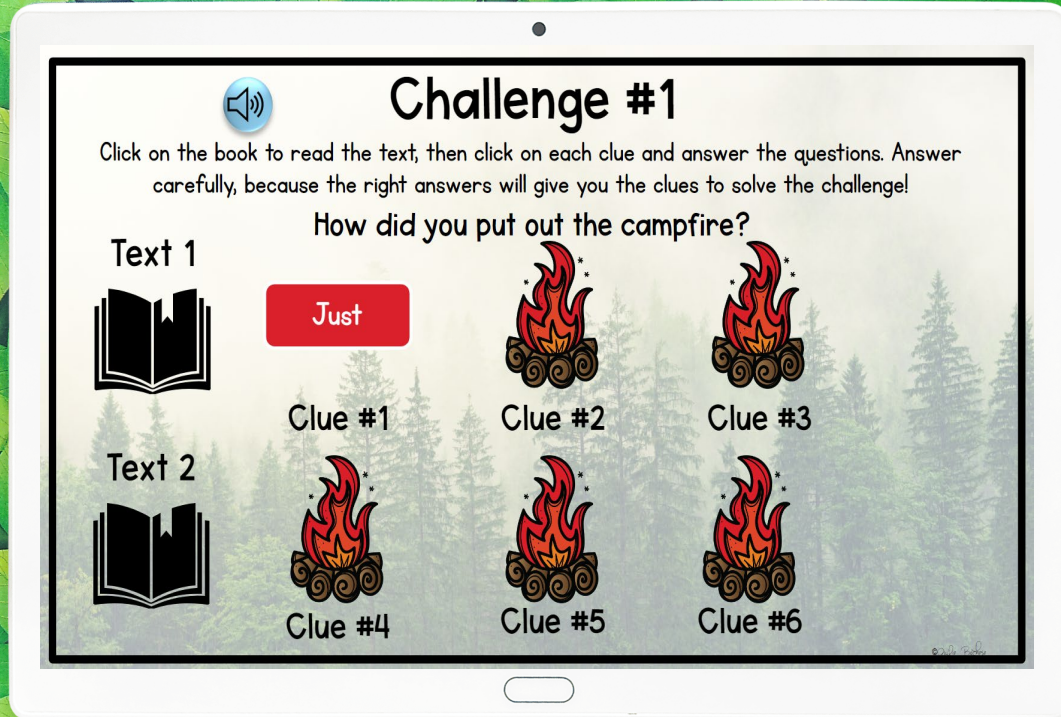 Challenge #1
Click on the book to read the text, then click on each clue and answer the questions. Answer
carefully, because the right answers will give you the clues to solve the challenge!
How did you put out the campfire?
Text 1
Just
Clue #1
Clue #2
Clue #3
Text 2
Clue #4
Clue #5
Clue #6